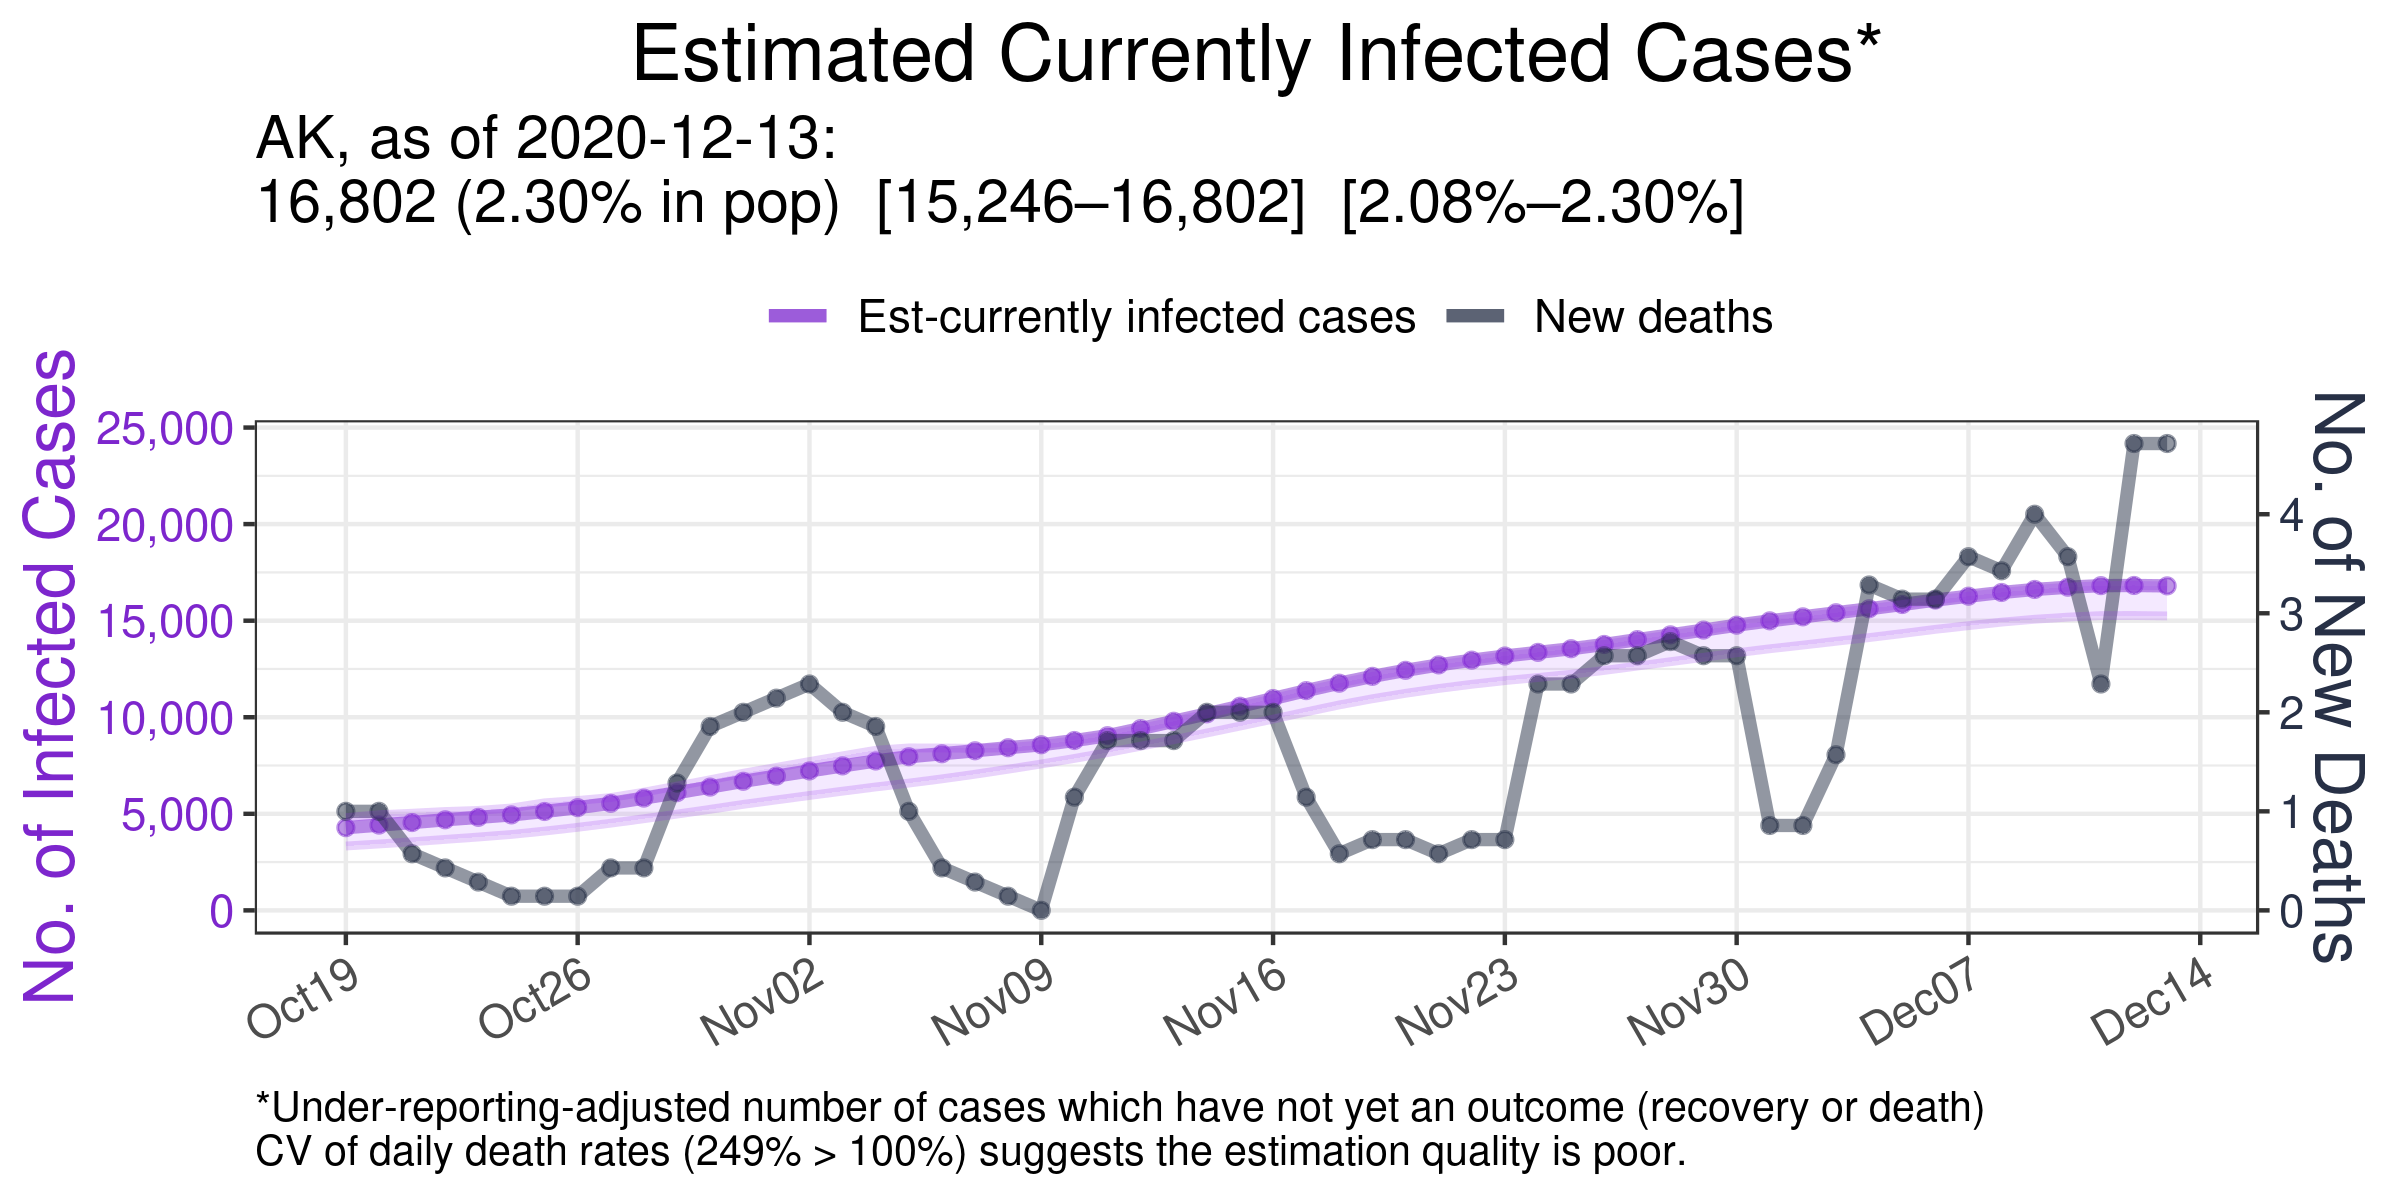 Estimated Currently Infected Cases*
AK, as of 2020-12-13:
16,802 (2.30% in pop)  [15,246–16,802]  [2.08%–2.30%]
Est-currently infected cases
New deaths
No. of Infected Cases
25,000
20,000
15,000
10,000
5,000
0
4
3
2
1
0
No. of New Deaths
Oct19
Oct26
Nov02
Nov09
Nov16
Nov23
Nov30
Dec07
Dec14
*Under-reporting-adjusted number of cases which have not yet an outcome (recovery or death)
CV of daily death rates (249% > 100%) suggests the estimation quality is poor.